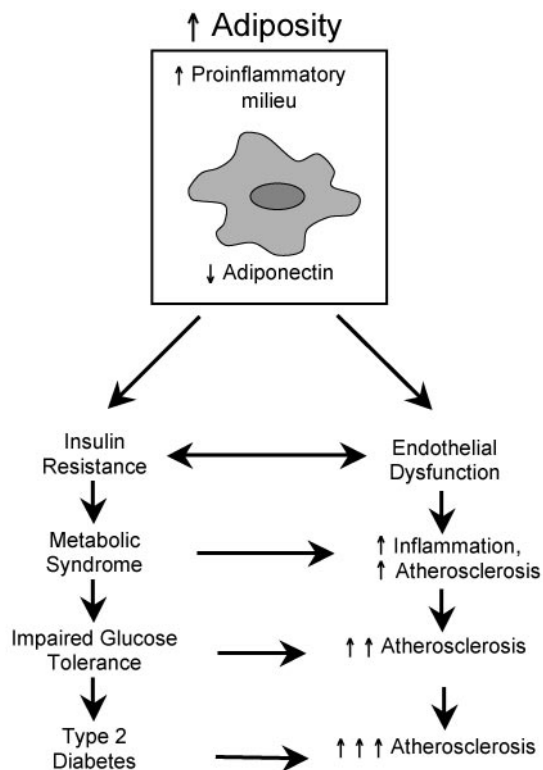 ↑ Adiposity
↑ Proinflammatory
milieu
↓ Adiponectin
Insulin
Resistance
Endothelial
Dysfunction
Metabolic
Syndrome
↑ Inflammation,
↑ Atherosclerosis
Impaired Glucose
Tolerance
↑ ↑ Atherosclerosis
Type 2
Diabetes
↑ ↑ ↑ Atherosclerosis